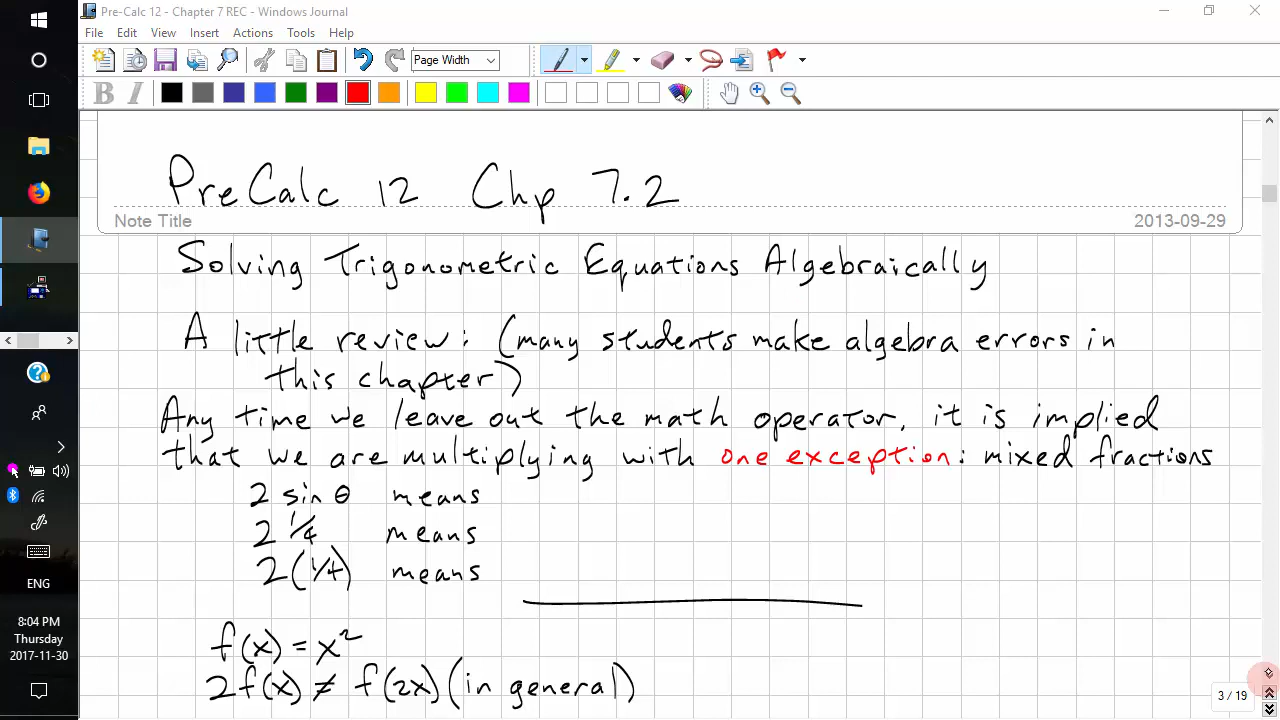 Pre-Calc 12 - Chapter 7 REC - Windows Journal
File Edit View Insert Actions Tools Help
Page Width
B I
PreCalc 12 Chp 7.2
Note Title 2013-09-29
Solving Trigonometric Equations Algebraically
A little review: (many students make algebra errors in
this chapter)
Any time we leave out the math operator, it is implied
that we are multiplying with one exception: mixed fractions
2 sin θ means
2 1/4 means
2(1/4) means
f(x) = x²
2f(x) ≠ f(2x) (in general)
ENG
8:04 PM
Thursday
2017-11-30
3 / 19